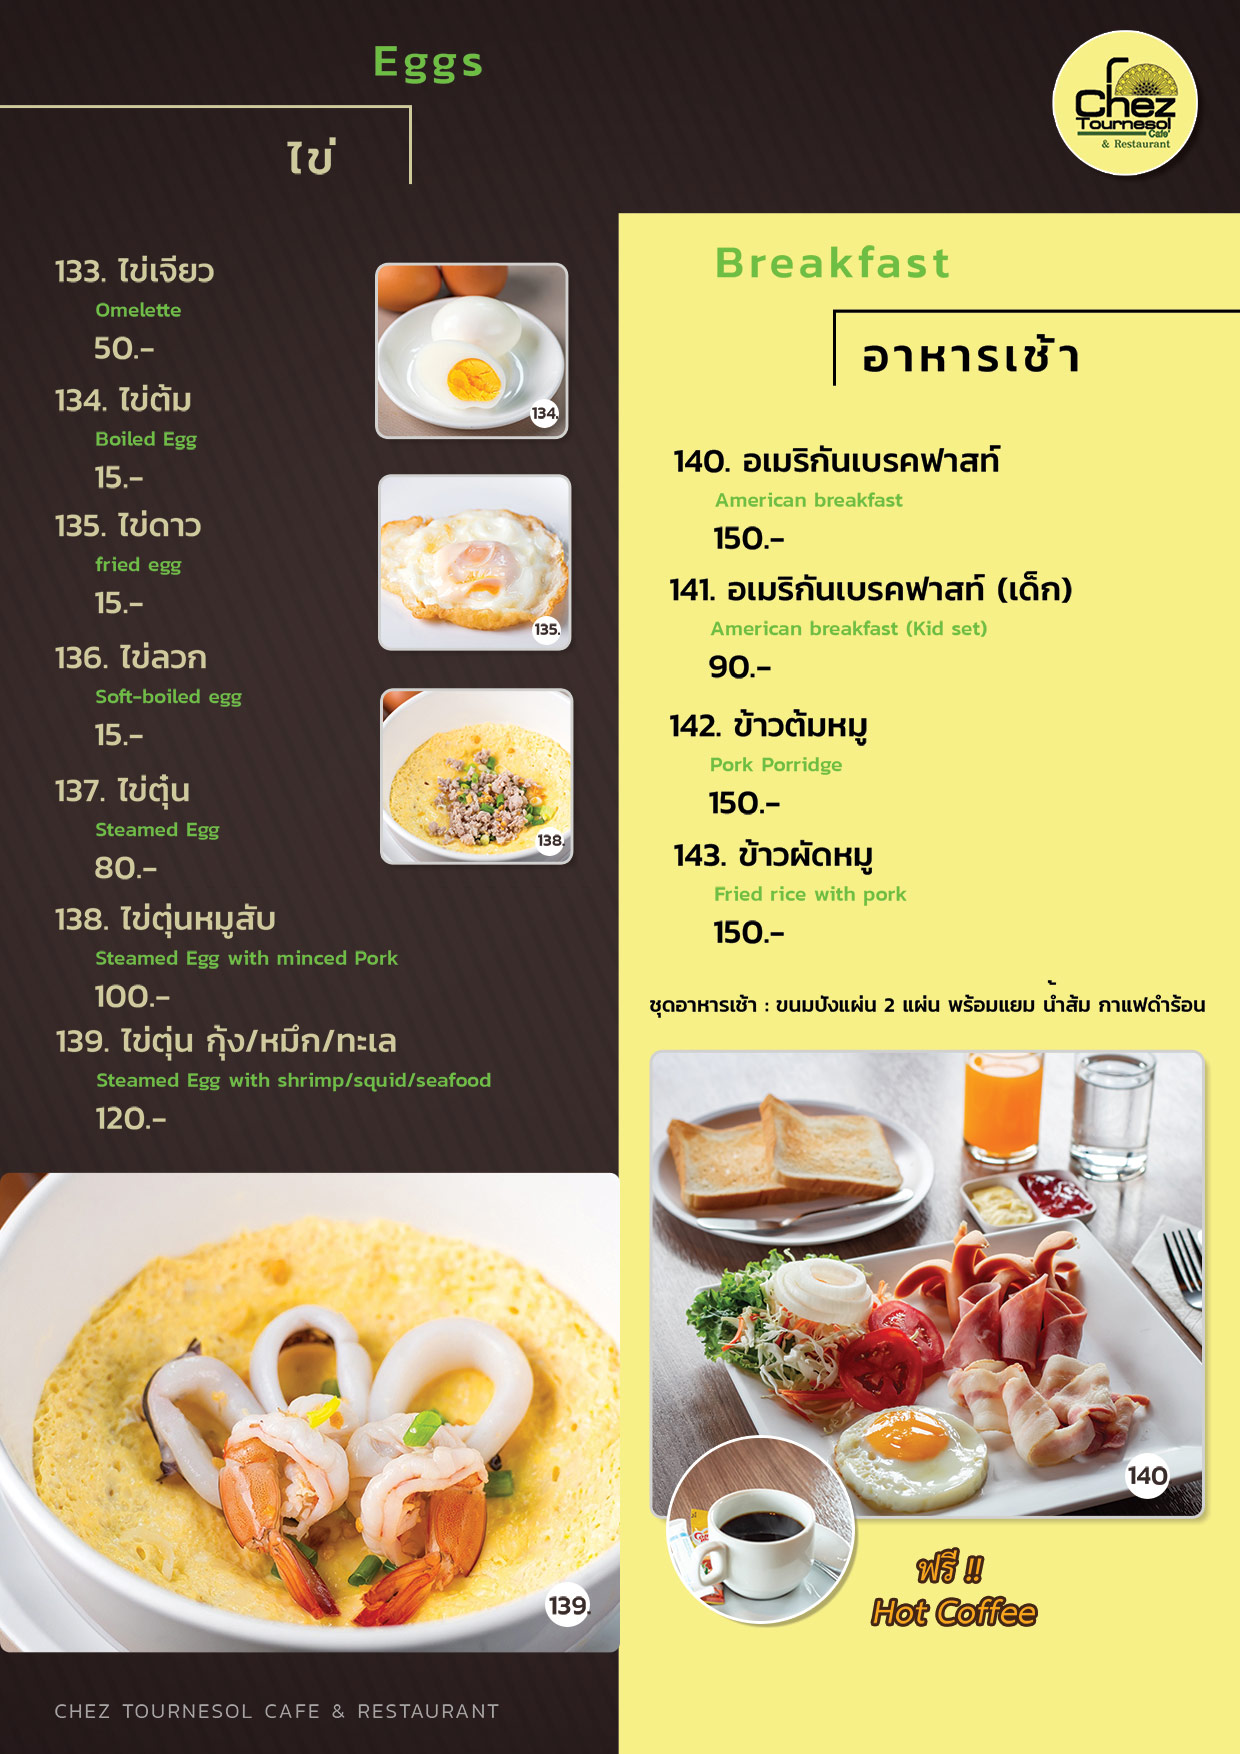 Eggs
ไข่
Chez
Tournesol
Cafe'
& Restaurant
133. ไข่เจียว
Omelette
50.-
134. ไข่ต้ม
Boiled Egg
15.-
135. ไข่ดาว
fried egg
15.-
136. ไข่ลวก
Soft-boiled egg
15.-
137. ไข่ตุ๋น
Steamed Egg
80.-
138. ไข่ตุ่นหมูสับ
Steamed Egg with minced Pork
100.-
139. ไข่ตุ่น กุ้ง/หมึก/ทะเล
Steamed Egg with shrimp/squid/seafood
120.-
134.
135.
138.
139.
CHEZ TOURNESOL CAFE & RESTAURANT
Breakfast
อาหารเช้า
140. อเมริกันเบรคฟาสท์
American breakfast
150.-
141. อเมริกันเบรคฟาสท์ (เด็ก)
American breakfast (Kid set)
90.-
142. ข้าวต้มหมู
Pork Porridge
150.-
143. ข้าวผัดหมู
Fried rice with pork
150.-
ชุดอาหารเช้า : ขนมปังแผ่น 2 แผ่น พร้อมแยม น้ำส้ม กาแฟดำร้อน
140
ฟรี !!
Hot Coffee